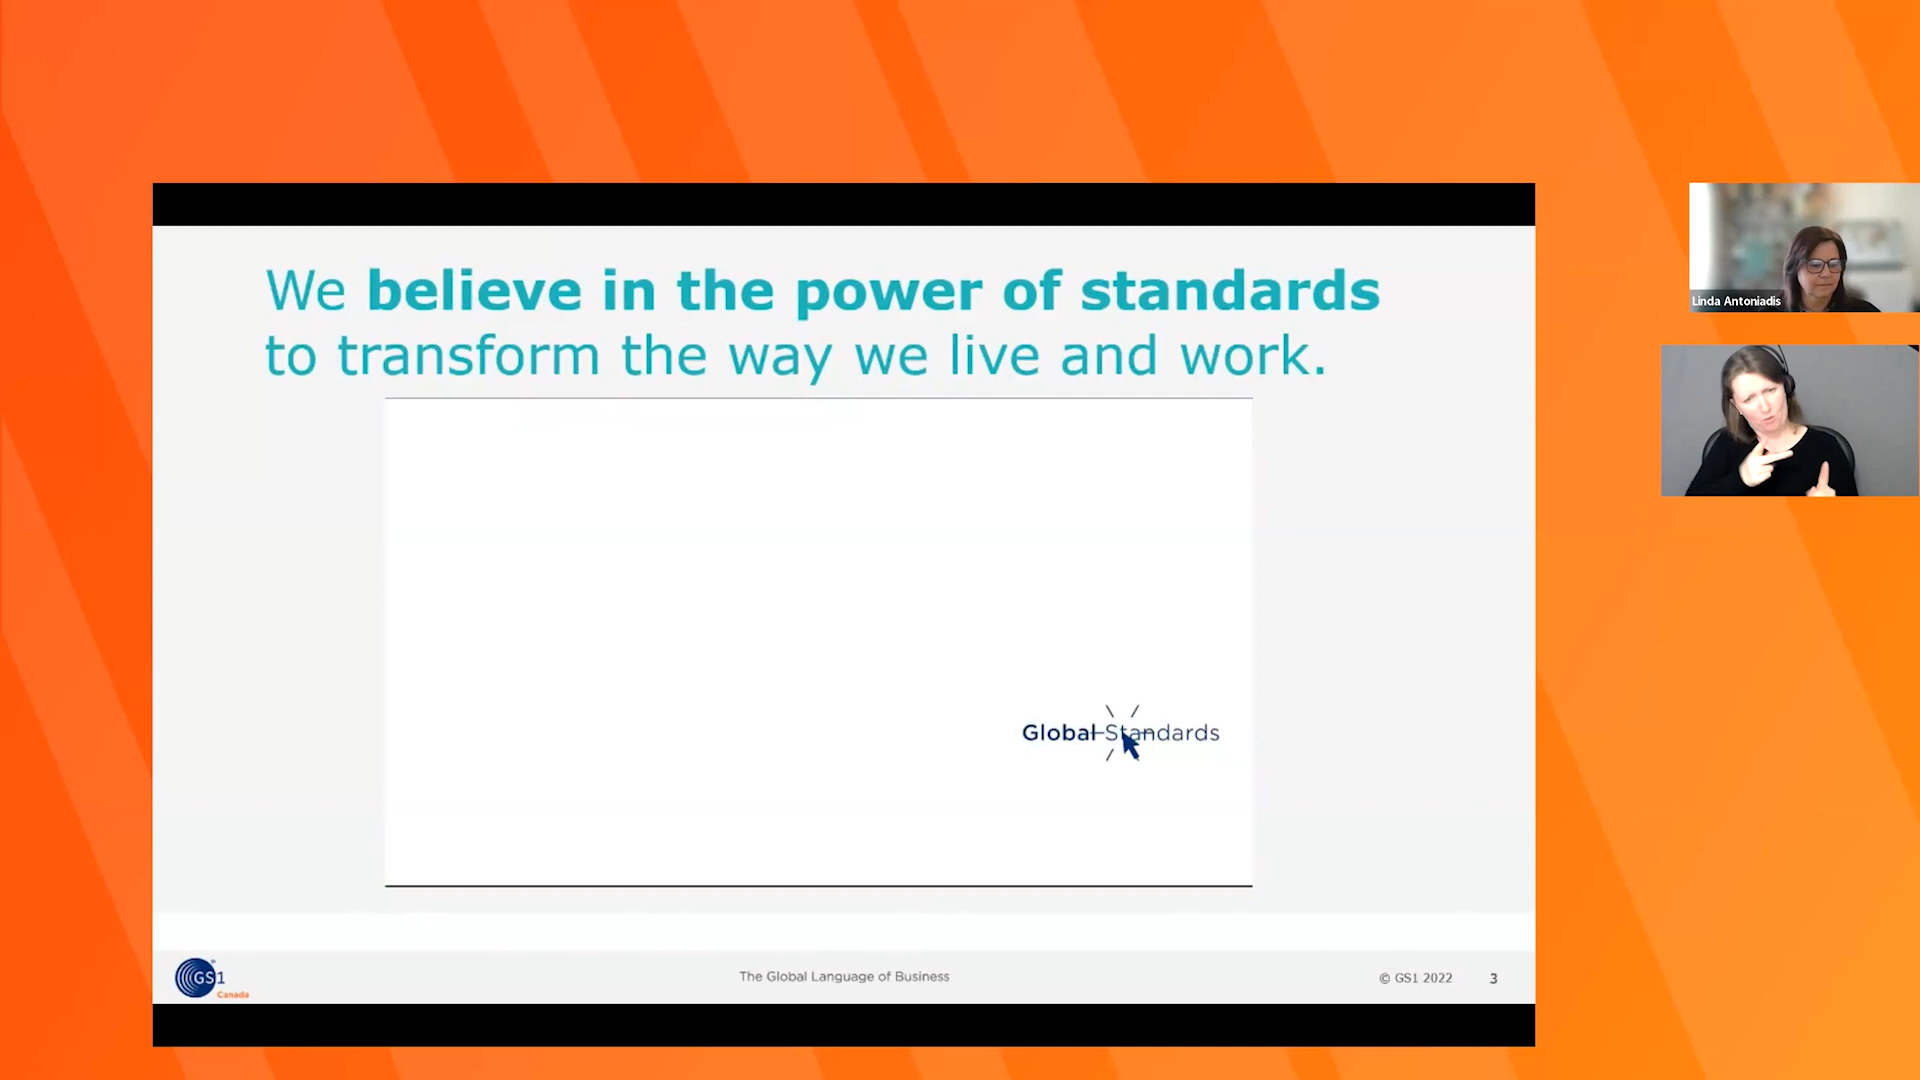 We believe in the power of standards
to transform the way we live and work.
Linda Antoniadis
Global Standards
GS1
Canada
The Global Language of Business
© GS1 2022
3